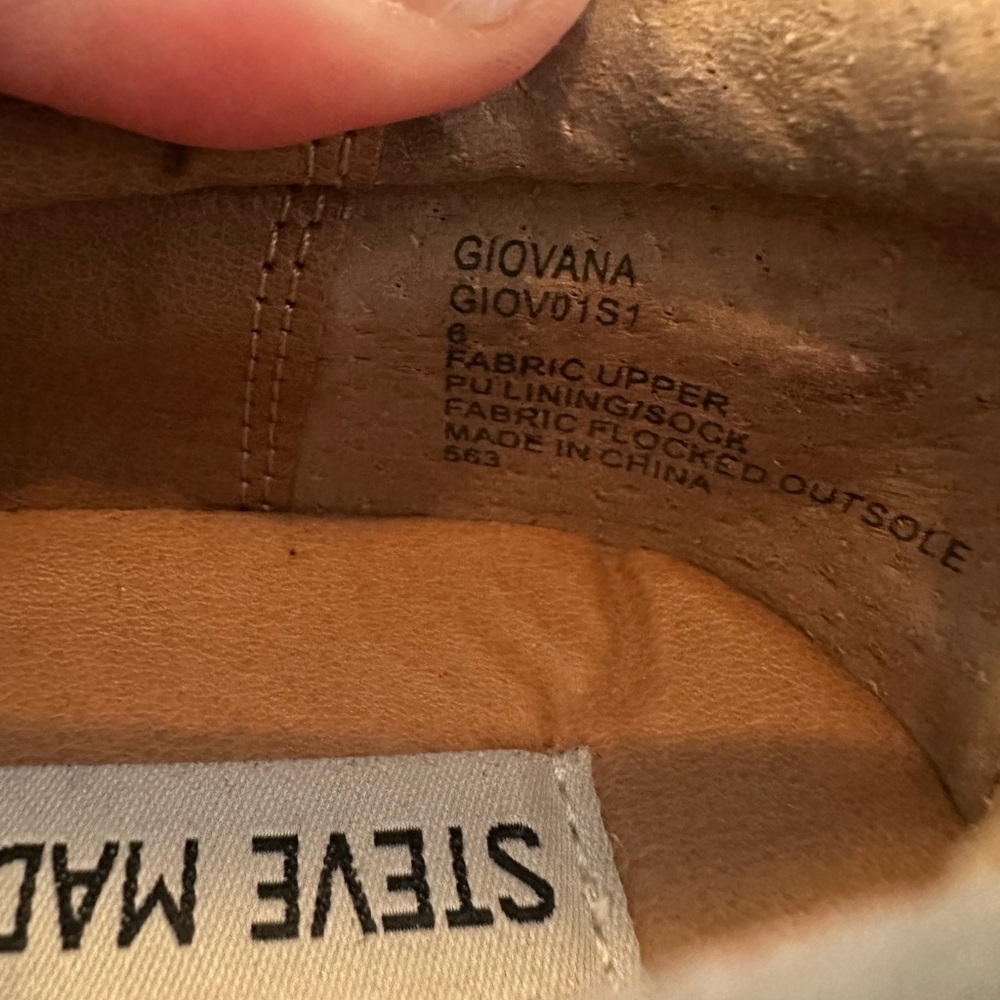 GIOVANA
GIOV01S1
6
FABRIC UPPER
PU LINING/SOCK
FABRIC FLOCKED OUTSOLE
MADE IN CHINA
563
STEVE MAD